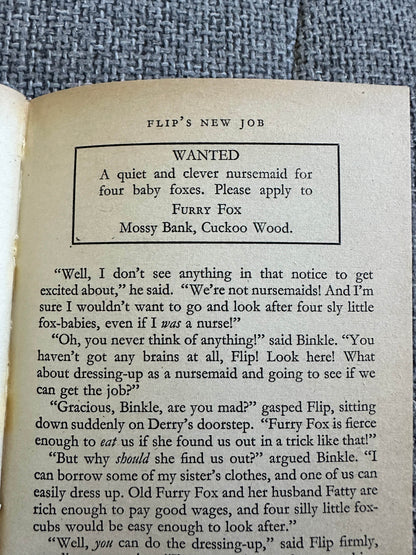 FLIP'S NEW JOB
WANTED
A quiet and clever nursemaid for
four baby foxes. Please apply to
FURRY FOX
Mossy Bank, Cuckoo Wood.
"Well, I don't see anything in that notice to get
excited about," he said. "We're not nursemaids! And I'm
sure I wouldn't want to go and look after four sly little
fox-babies, even if I was a nurse!"
"Oh, you never think of anything!" said Binkle. "You
haven't got any brains at all, Flip! Look here! What
about dressing-up as a nursemaid and going to see if we
can get the job?"
"Gracious, Binkle, are you mad?" gasped Flip, sitting
down suddenly on Derry's doorstep. "Furry Fox is fierce
enough to eat us if she found us out in a trick like that!"
"But why should she find us out?" argued Binkle. "I
can borrow some of my sister's clothes, and one of us can
easily dress up. Old Furry Fox and her husband Fatty are
rich enough to pay good wages, and four silly little fox-
cubs would be easy enough to look after."
"Well, you can do the dressing-up," said Flip firmly,